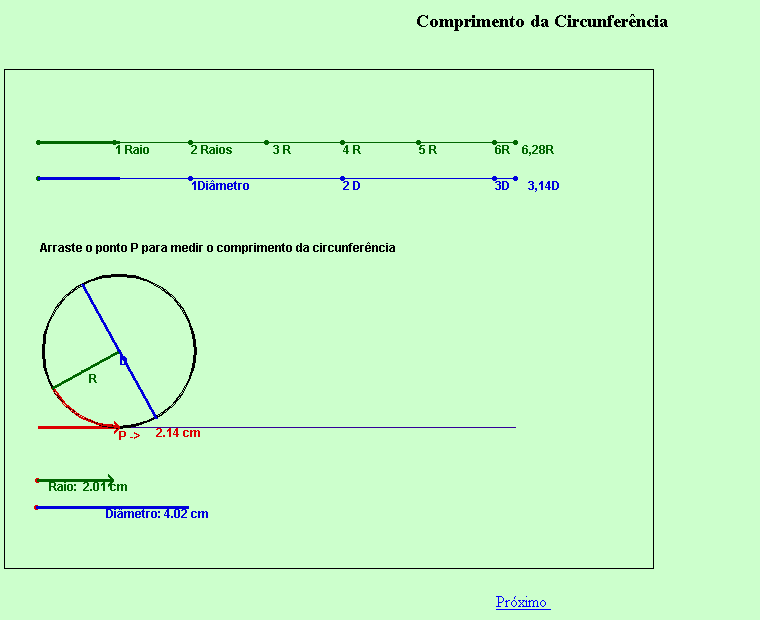 Comprimento da Circunferência
1 Raio 2 Raios 3 R 4 R 5 R 6R 6,28R
1Diâmetro 2 D 3D 3,14D
Arraste o ponto P para medir o comprimento da circunferência
D
R
P -> 2.14 cm
Raio: 2.01 cm
Diâmetro: 4.02 cm
Próximo